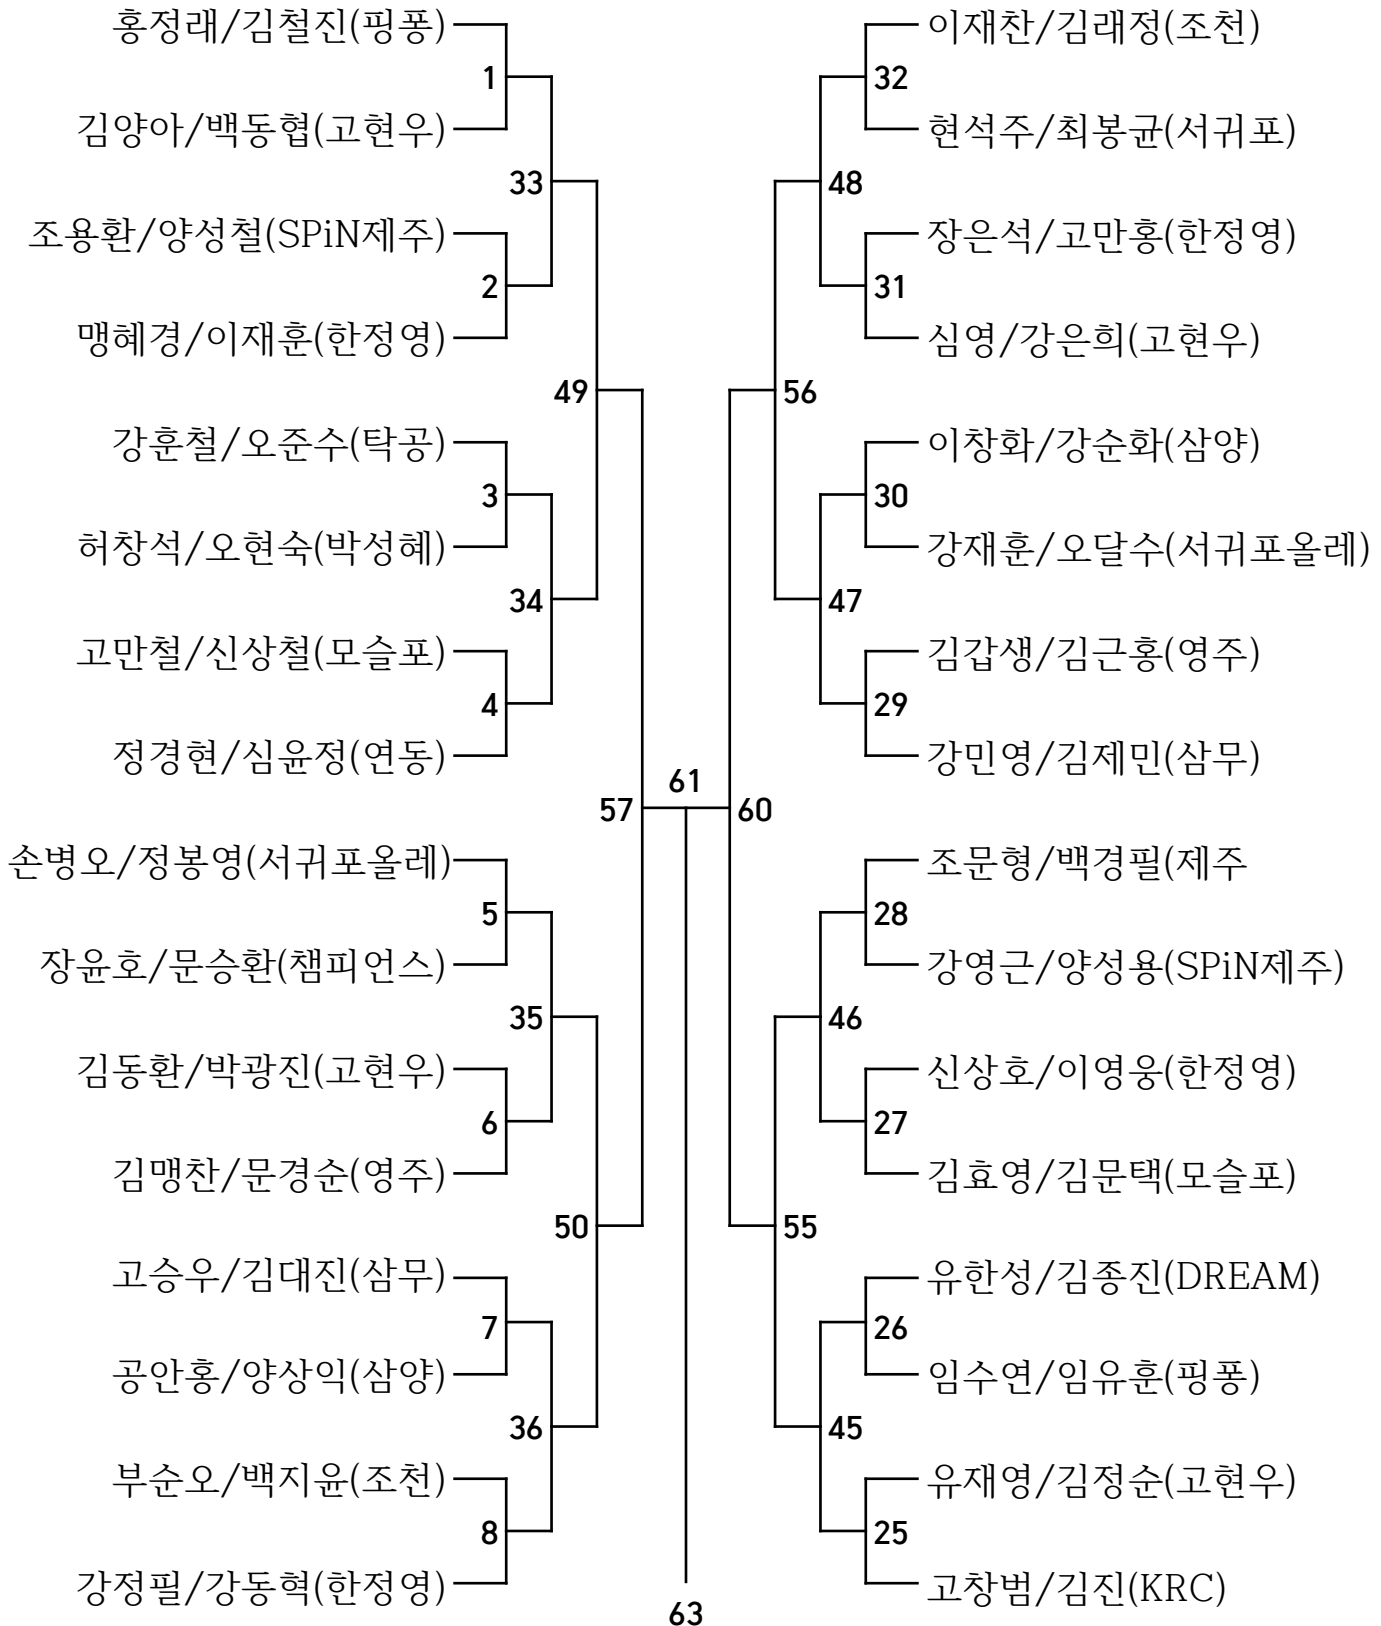 홍정래/김철진(핑퐁)
1
김양아/백동협(고현우)
33
조용환/양성철(SPiN제주)
2
맹혜경/이재훈(한정영)
49
강훈철/오준수(탁공)
3
허창석/오현숙(박성혜)
34
고만철/신상철(모슬포)
4
정경현/심윤정(연동)
57
손병오/정봉영(서귀포올레)
5
장윤호/문승환(챔피언스)
35
김동환/박광진(고현우)
6
김맹찬/문경순(영주)
50
고승우/김대진(삼무)
7
공안홍/양상익(삼양)
36
부순오/백지윤(조천)
8
강정필/강동혁(한정영)
61
63
이재찬/김래정(조천)
32
현석주/최봉균(서귀포)
48
장은석/고만홍(한정영)
31
심영/강은희(고현우)
56
이창화/강순화(삼양)
30
강재훈/오달수(서귀포올레)
47
김갑생/김근홍(영주)
29
강민영/김제민(삼무)
60
조문형/백경필(제주
28
강영근/양성용(SPiN제주)
46
신상호/이영웅(한정영)
27
김효영/김문택(모슬포)
55
유한성/김종진(DREAM)
26
임수연/임유훈(핑퐁)
45
유재영/김정순(고현우)
25
고창범/김진(KRC)